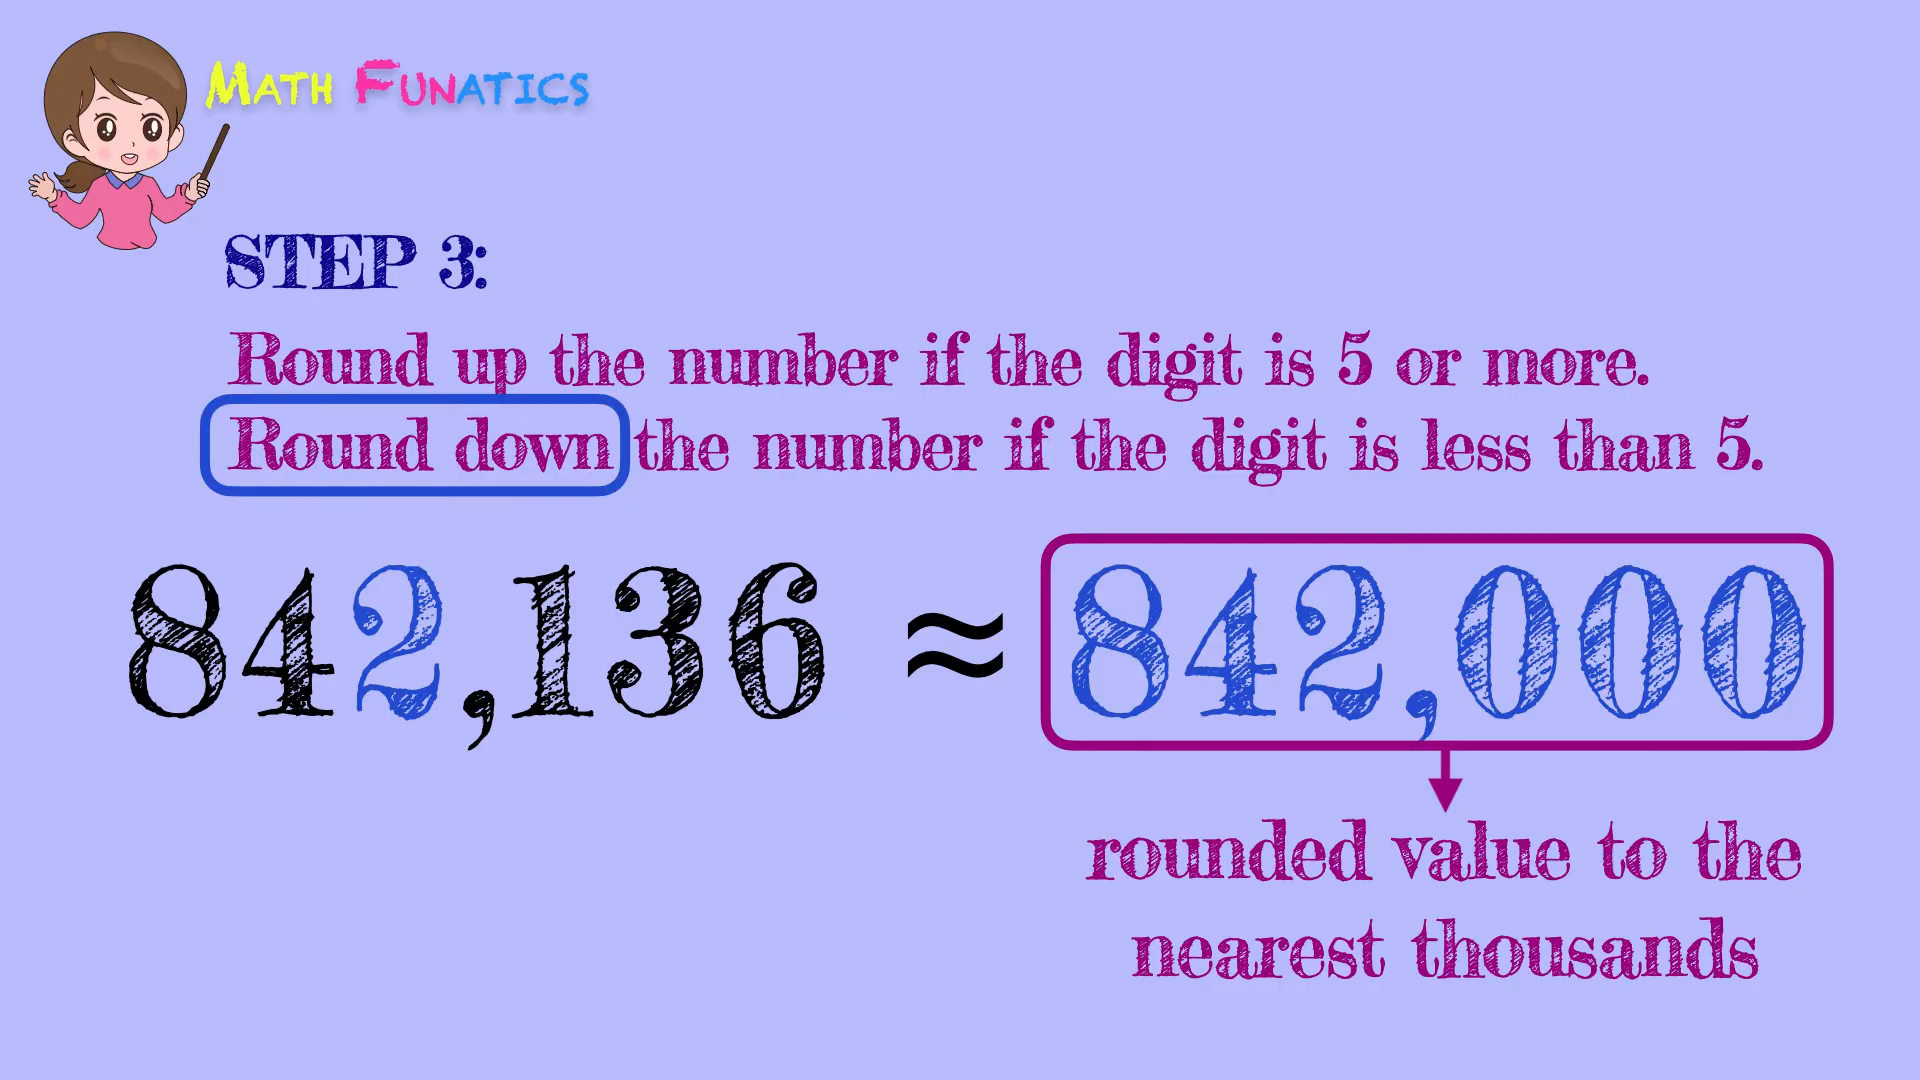 MATH FUNATICS
STEP 3:
Round up the number if the digit is 5 or more.
Round down the number if the digit is less than 5.
842,136 ≈ 842,000
rounded value to the
nearest thousands